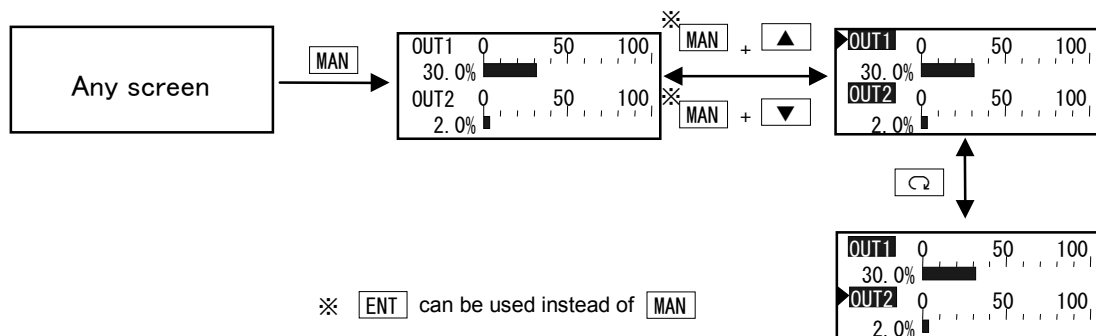 Any screen
MAN
OUT1 0 50 100
30.0%
OUT2 0 50 100
2.0%
※ MAN + ▲
※ MAN + ▼
OUT1 0 50 100
30.0%
OUT2 0 50 100
2.0%
OUT1 0 50 100
30.0%
OUT2 0 50 100
2.0%
※ ENT can be used instead of MAN